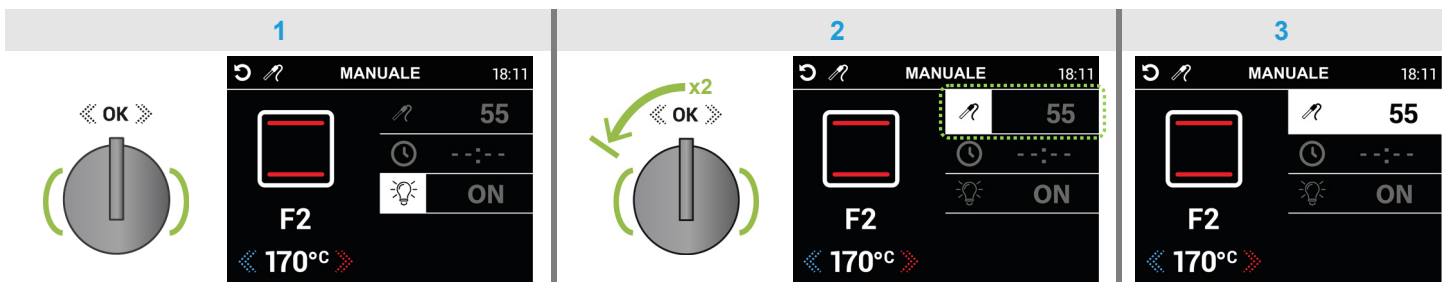 1
2
3
MANUALE 18:11
OK
55
--:--
ON
F2
170°C
x2
OK
MANUALE 18:11
55
--:--
ON
F2
170°C
MANUALE 18:11
55
--:--
ON
F2
170°C